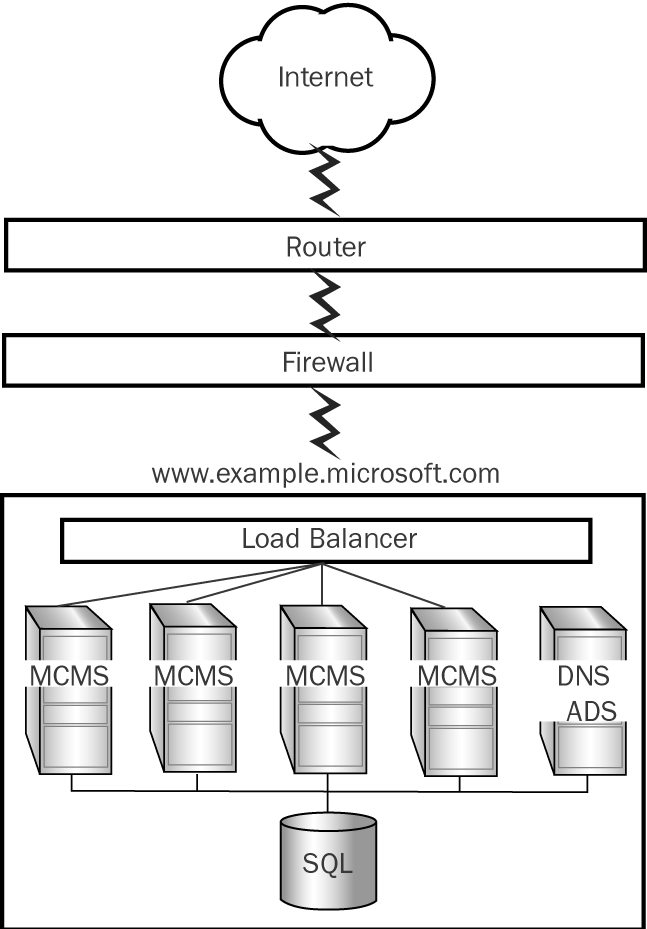 Internet
Router
Firewall
www.example.microsoft.com
Load Balancer
MCMS MCMS MCMS MCMS DNS
ADS
SQL